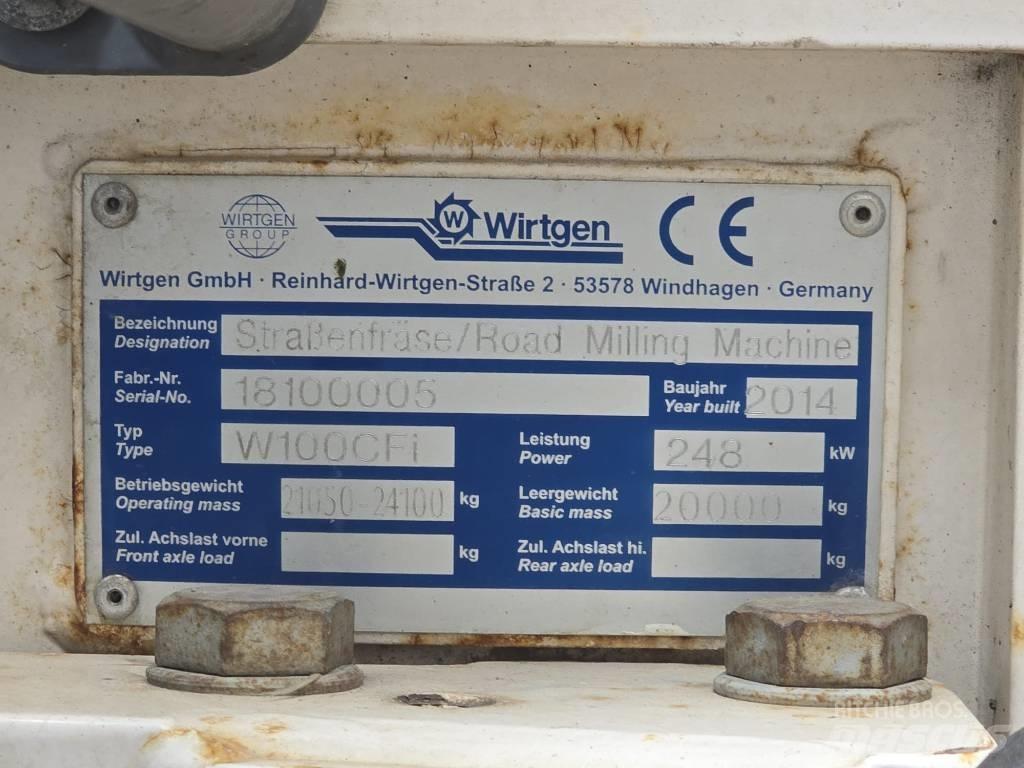 WIRTGEN
GROUP
W Wirtgen CE
Wirtgen GmbH · Reinhard-Wirtgen-Straße 2 · 53578 Windhagen · Germany
Bezeichnung
Designation
Straßenfräse/Road Milling Machine
Fabr.-Nr.
Serial-No.
18100005
Baujahr
Year built
2014
Typ
Type
W100CFi
Leistung
Power
248 kW
Betriebsgewicht
Operating mass
21050-24100 kg
Leergewicht
Basic mass
20000 kg
Zul. Achslast vorne
Front axle load
kg
Zul. Achslast hi.
Rear axle load
kg
RITCHIE BROS.
mascus